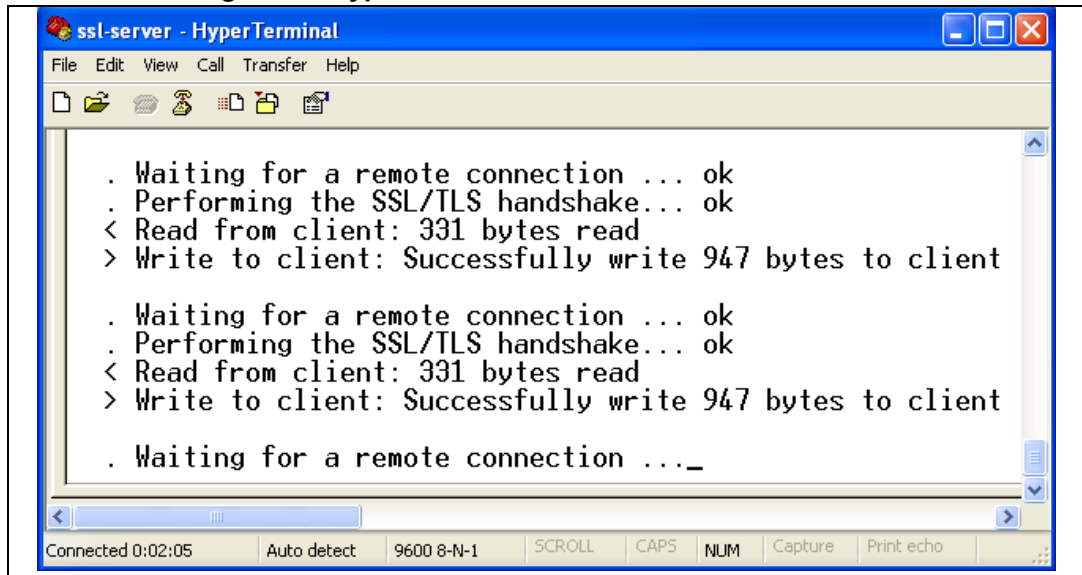 ssl-server - HyperTerminal
File Edit View Call Transfer Help
. Waiting for a remote connection ... ok
. Performing the SSL/TLS handshake... ok
< Read from client: 331 bytes read
> Write to client: Successfully write 947 bytes to client
. Waiting for a remote connection ... ok
. Performing the SSL/TLS handshake... ok
< Read from client: 331 bytes read
> Write to client: Successfully write 947 bytes to client
. Waiting for a remote connection ..._
Connected 0:02:05 Auto detect 9600 8-N-1 SCROLL CAPS NUM Capture Print echo